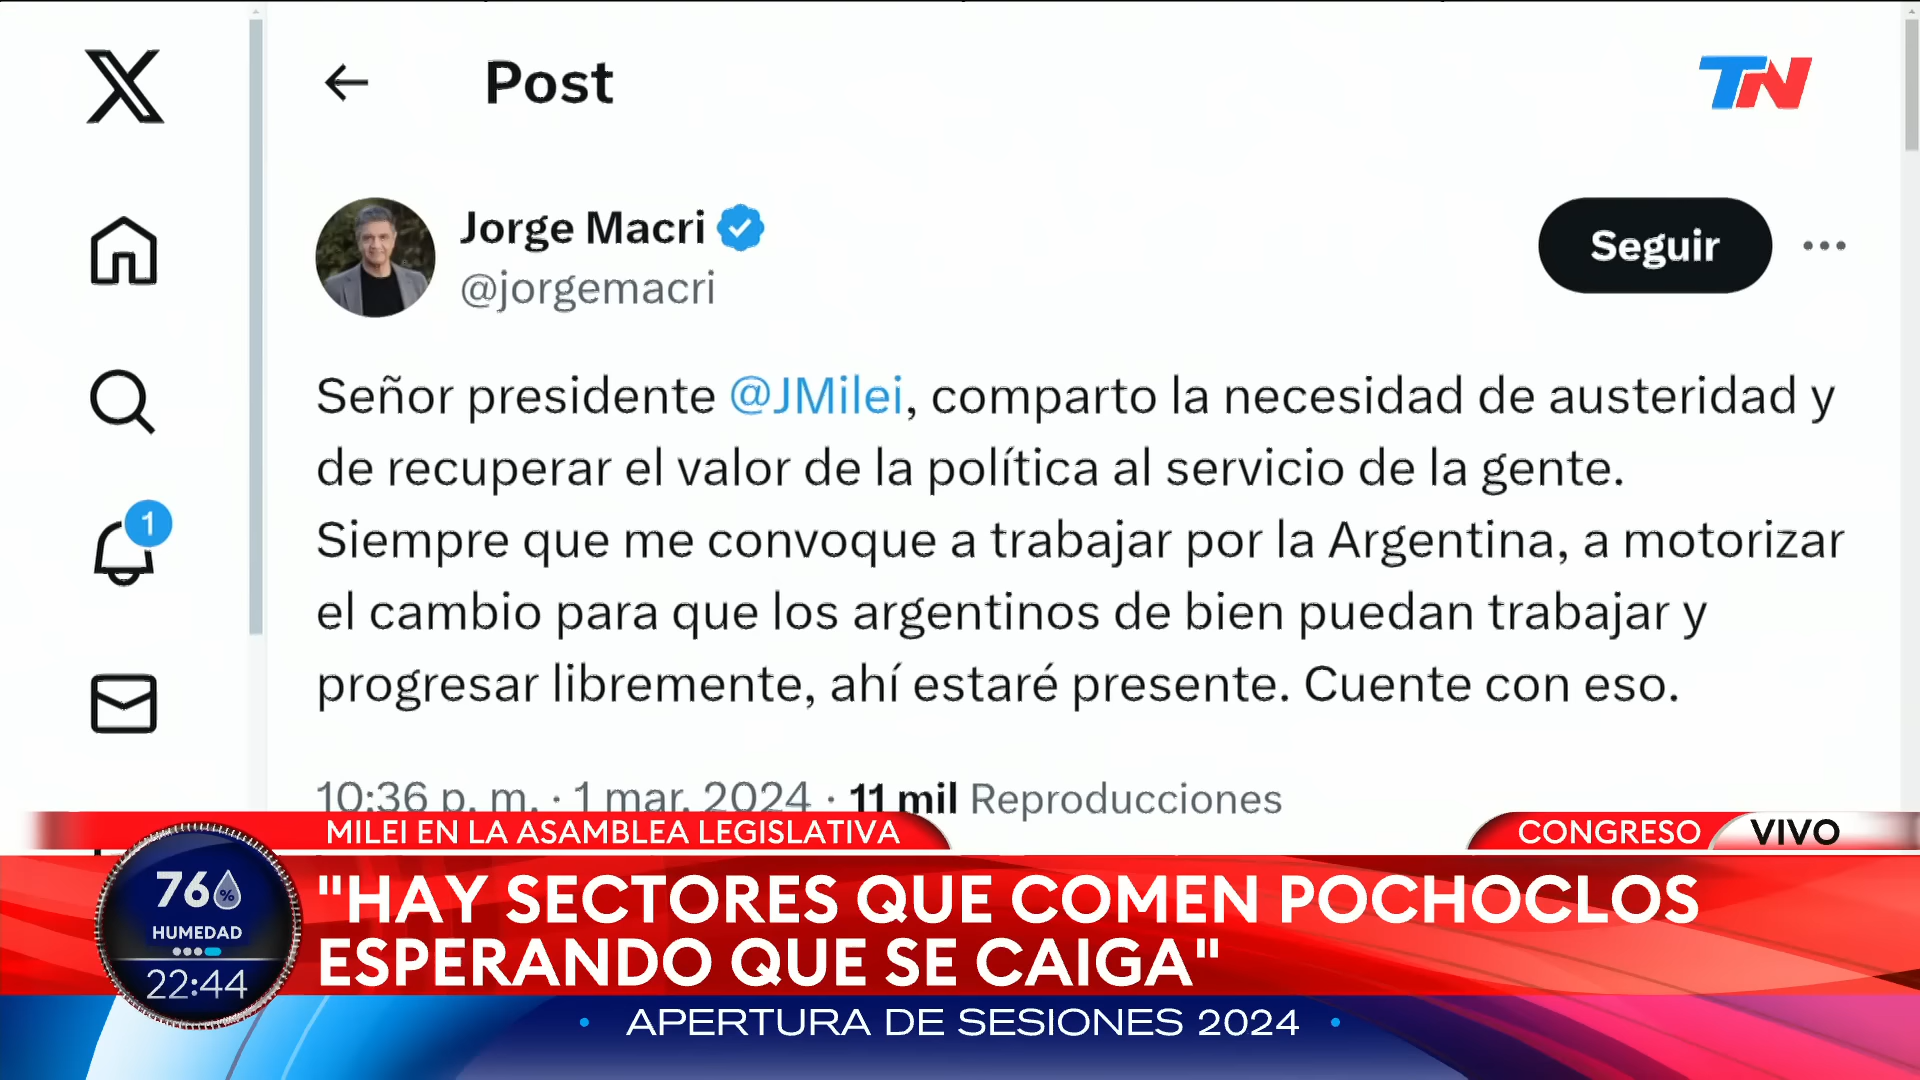 Post
TN
Jorge Macri
@jorgemacri
Seguir
Señor presidente @JMilei, comparto la necesidad de austeridad y
de recuperar el valor de la política al servicio de la gente.
Siempre que me convoque a trabajar por la Argentina, a motorizar
el cambio para que los argentinos de bien puedan trabajar y
progresar libremente, ahí estaré presente. Cuente con eso.
1
10:36 p. m. · 1 mar. 2024 · 11 mil Reproducciones
MILEI EN LA ASAMBLEA LEGISLATIVA
CONGRESO VIVO
76 %
HUMEDAD
22:44
"HAY SECTORES QUE COMEN POCHOCLOS
ESPERANDO QUE SE CAIGA"
• APERTURA DE SESIONES 2024 •